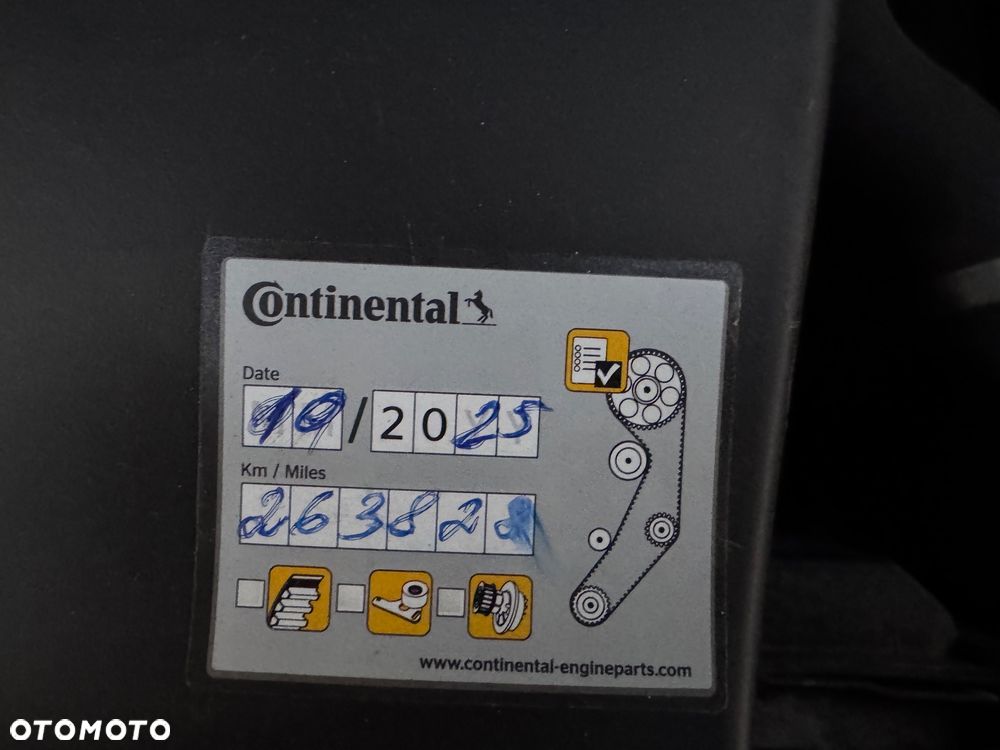 Continental
Date
10/2025
Km / Miles
26382
www.continental-engineparts.com
OTOMOTO